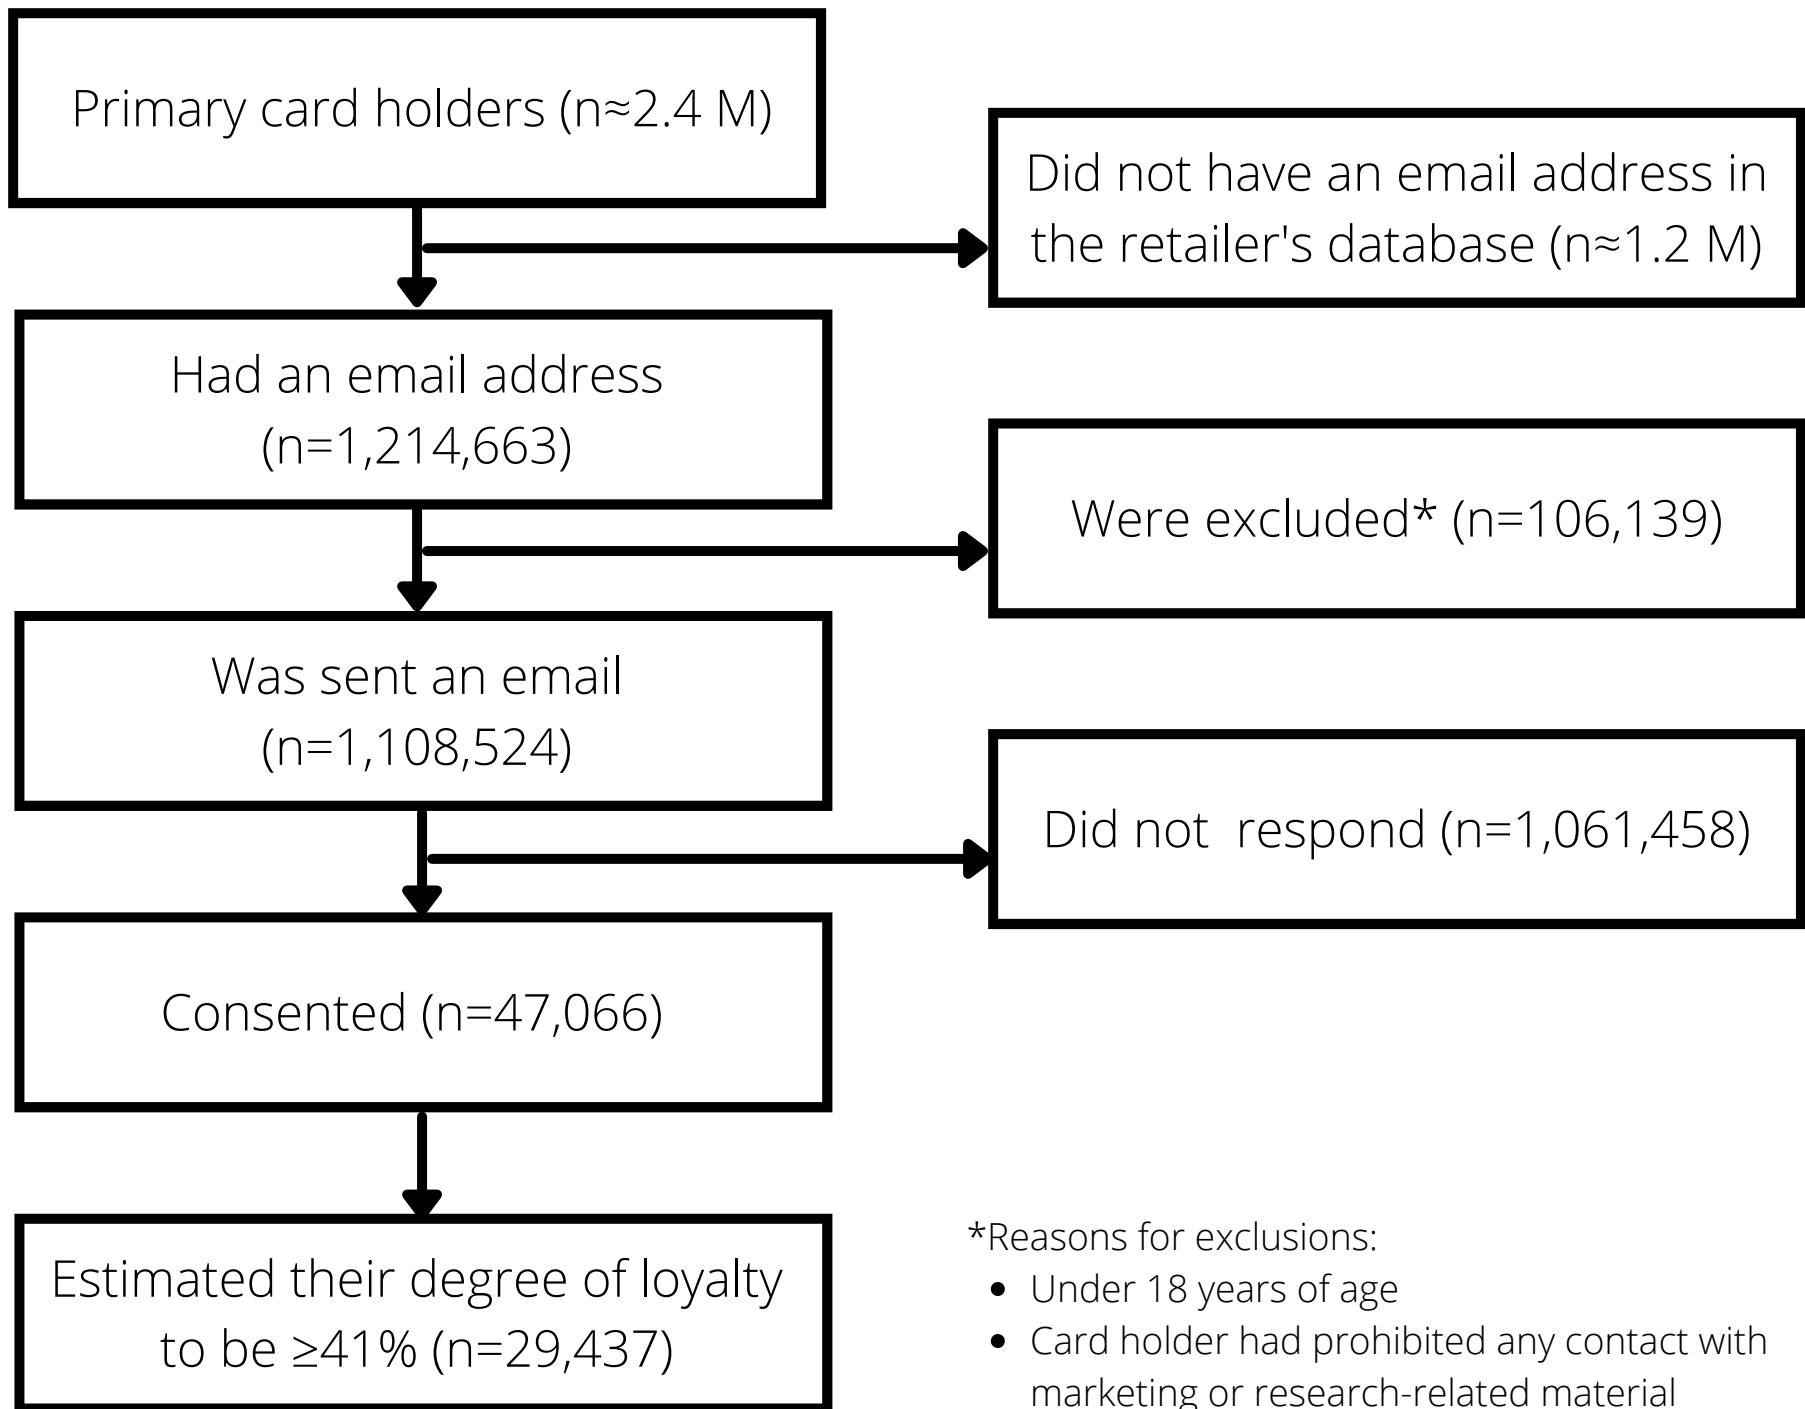 Primary card holders (n≈2.4 M)
Did not have an email address in
the retailer's database (n≈1.2 M)
Had an email address
(n=1,214,663)
Were excluded* (n=106,139)
Was sent an email
(n=1,108,524)
Did not respond (n=1,061,458)
Consented (n=47,066)
Estimated their degree of loyalty
to be ≥41% (n=29,437)
*Reasons for exclusions:
• Under 18 years of age
• Card holder had prohibited any contact with
marketing or research-related material